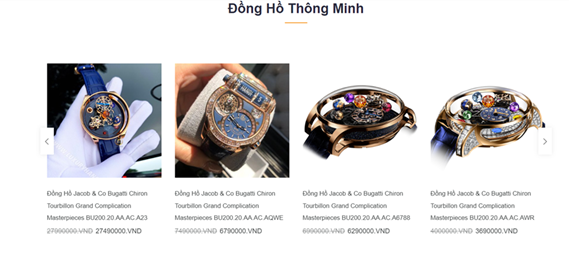 Đồng Hồ Thông Minh
Đồng Hồ Jacob & Co Bugatti Chiron
Tourbillon Grand Complication
Masterpieces BU200.20.AA.AC.A23
27990000.VND 27490000.VND
Đồng Hồ Jacob & Co Bugatti Chiron
Tourbillon Grand Complication
Masterpieces BU200.20.AA.AC.AQWE
7490000.VND 6790000.VND
Đồng Hồ Jacob & Co Bugatti Chiron
Tourbillon Grand Complication
Masterpieces BU200.20.AA.AC.A6788
6990000.VND 6290000.VND
Đồng Hồ Jacob & Co Bugatti Chiron
Tourbillon Grand Complication
Masterpieces BU200.20.AA.AC.AWR
4000000.VND 3690000.VND